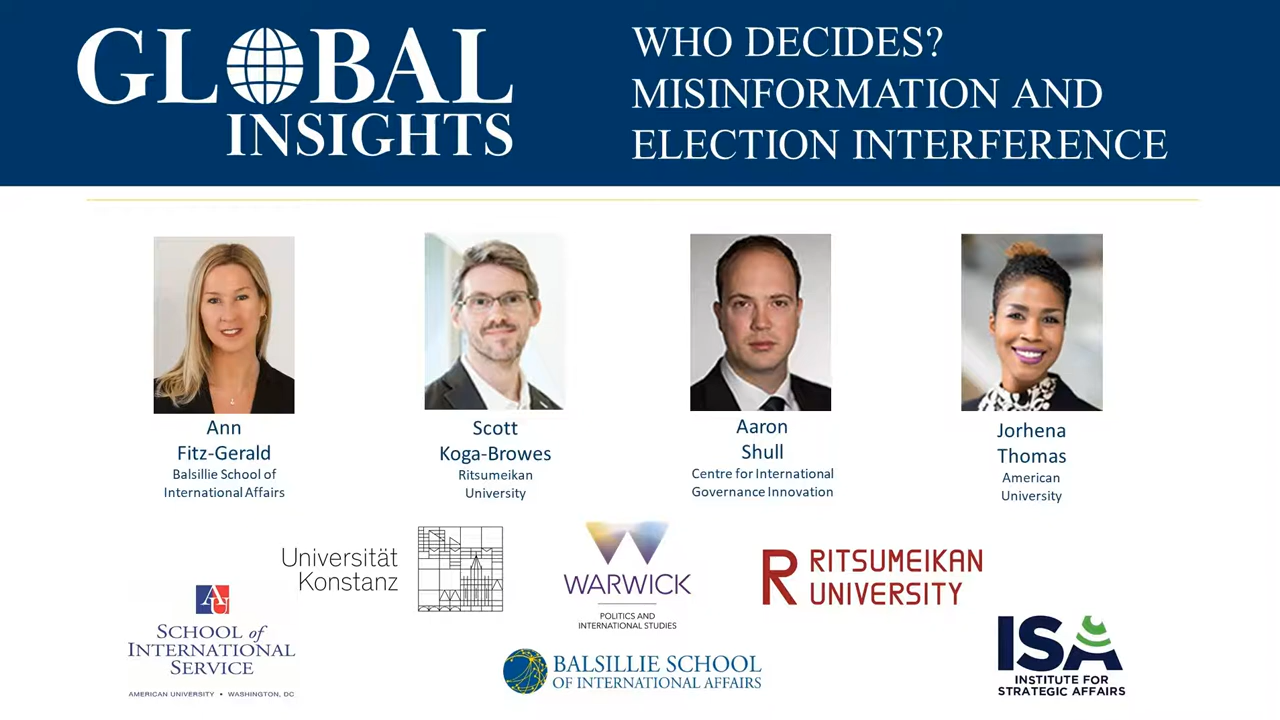 GLOBAL
INSIGHTS
WHO DECIDES?
MISINFORMATION AND
ELECTION INTERFERENCE
Ann
Fitz-Gerald
Balsillie School of
International Affairs
Scott
Koga-Browes
Ritsumeikan
University
Aaron
Shull
Centre for International
Governance Innovation
Jorhena
Thomas
American
University
Universität
Konstanz
WARWICK
POLITICS AND
INTERNATIONAL STUDIES
R RITSUMEIKAN
UNIVERSITY
AU
SCHOOL of
INTERNATIONAL
SERVICE
AMERICAN UNIVERSITY • WASHINGTON, DC
BALSILLIE SCHOOL
OF INTERNATIONAL AFFAIRS
ISA
INSTITUTE FOR
STRATEGIC AFFAIRS